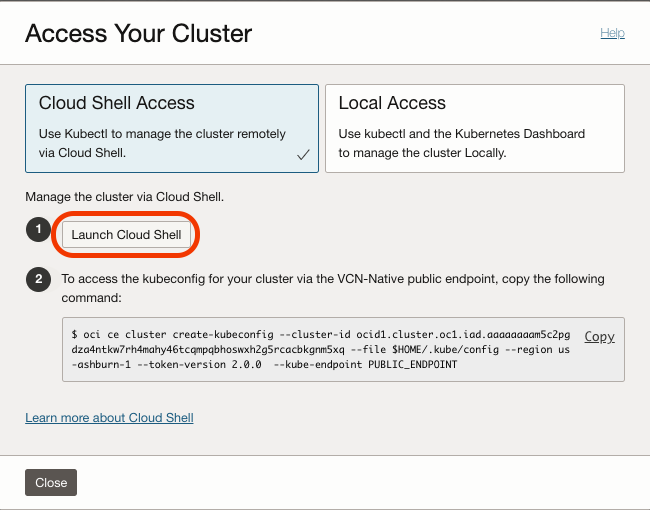 Access Your Cluster
Help
Cloud Shell Access
Use Kubectl to manage the cluster remotely
via Cloud Shell.
Local Access
Use kubectl and the Kubernetes Dashboard
to manage the cluster Locally.
Manage the cluster via Cloud Shell.
1
Launch Cloud Shell
2
To access the kubeconfig for your cluster via the VCN-Native public endpoint, copy the following
command:
$ oci ce cluster create-kubeconfig --cluster-id ocid1.cluster.oc1.iad.aaaaaaaam5c2pg
dza4ntkw7rh4mahy46tcqmpqbhoswxh2g5rcacbkgnm5xq --file $HOME/.kube/config --region us
-ashburn-1 --token-version 2.0.0  --kube-endpoint PUBLIC_ENDPOINT
Copy
Learn more about Cloud Shell
Close